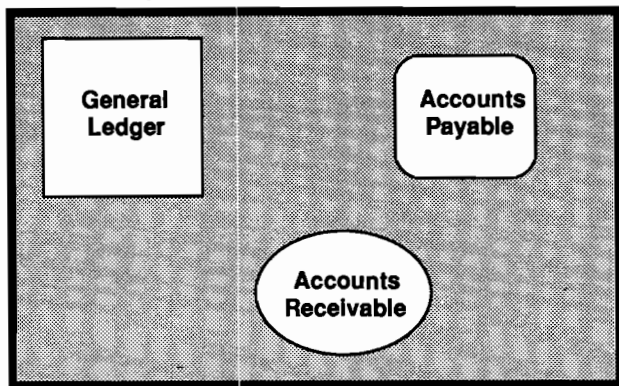 General
Ledger
Accounts
Payable
Accounts
Receivable